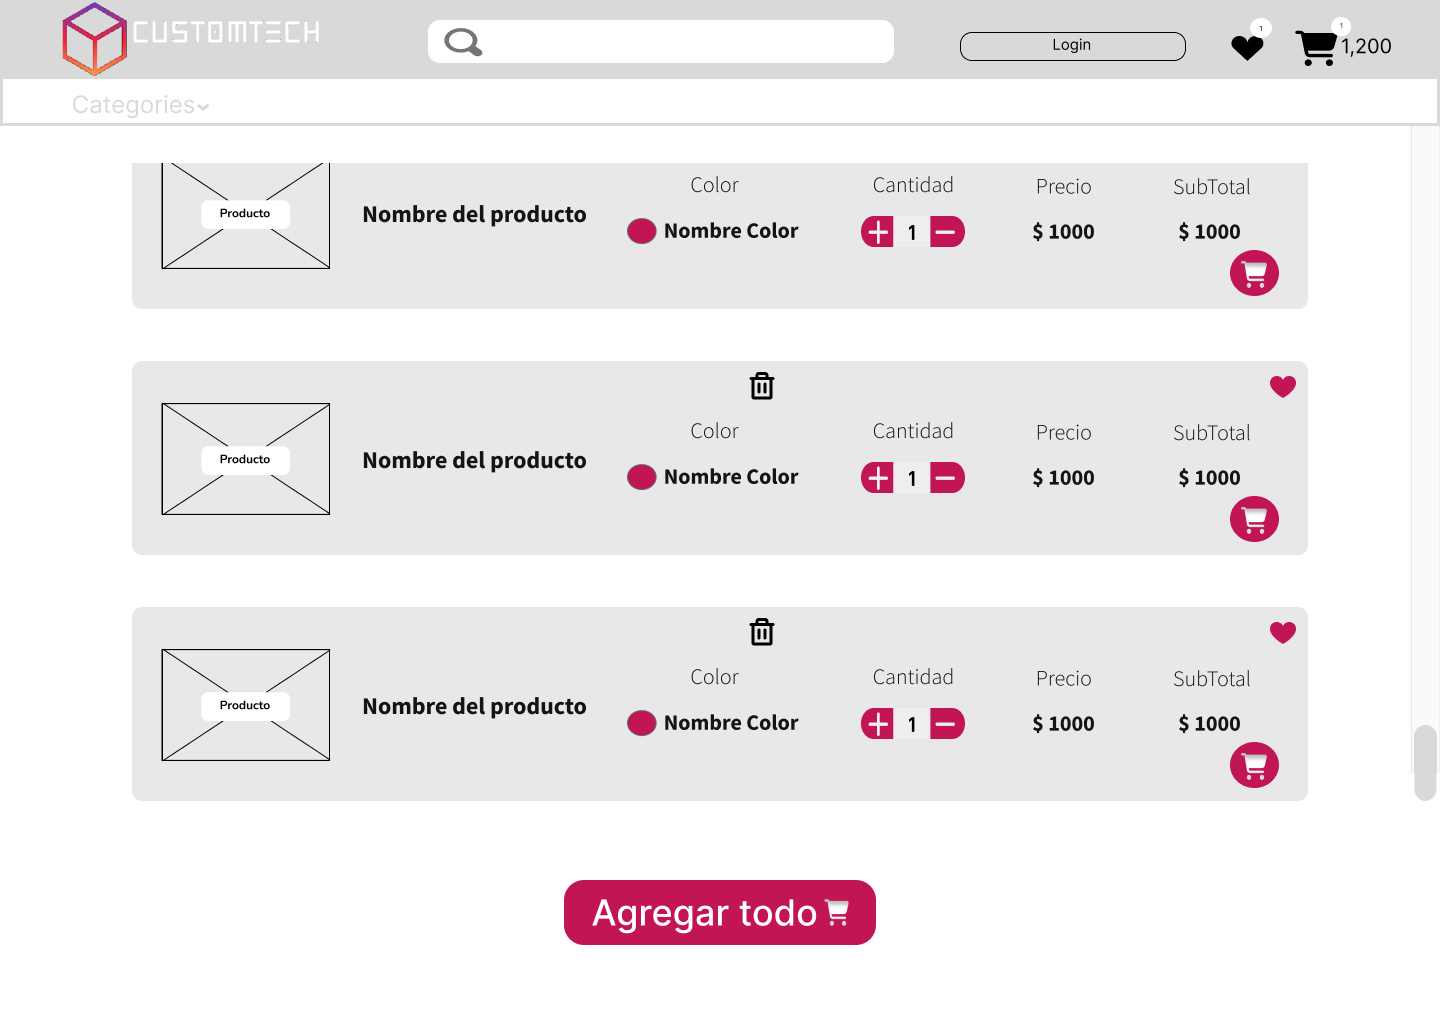 CUSTOMTECH
Login
1
1
1,200
Categories
Color
Cantidad
Precio
SubTotal
Producto
Nombre del producto
Nombre Color
1
$ 1000
$ 1000
Color
Cantidad
Precio
SubTotal
Producto
Nombre del producto
Nombre Color
1
$ 1000
$ 1000
Color
Cantidad
Precio
SubTotal
Producto
Nombre del producto
Nombre Color
1
$ 1000
$ 1000
Agregar todo